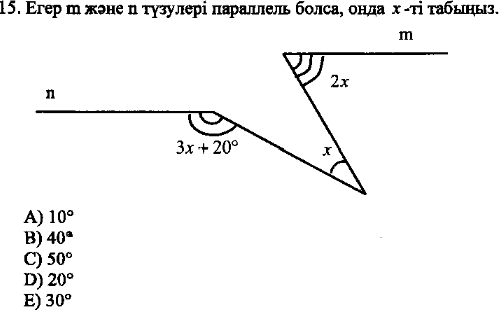 15. Егер m және n түзулері параллель болса, онда x -ті табыңыз.
m
2x
n
3x + 20°
x
A) 10°
B) 40°
C) 50°
D) 20°
E) 30°